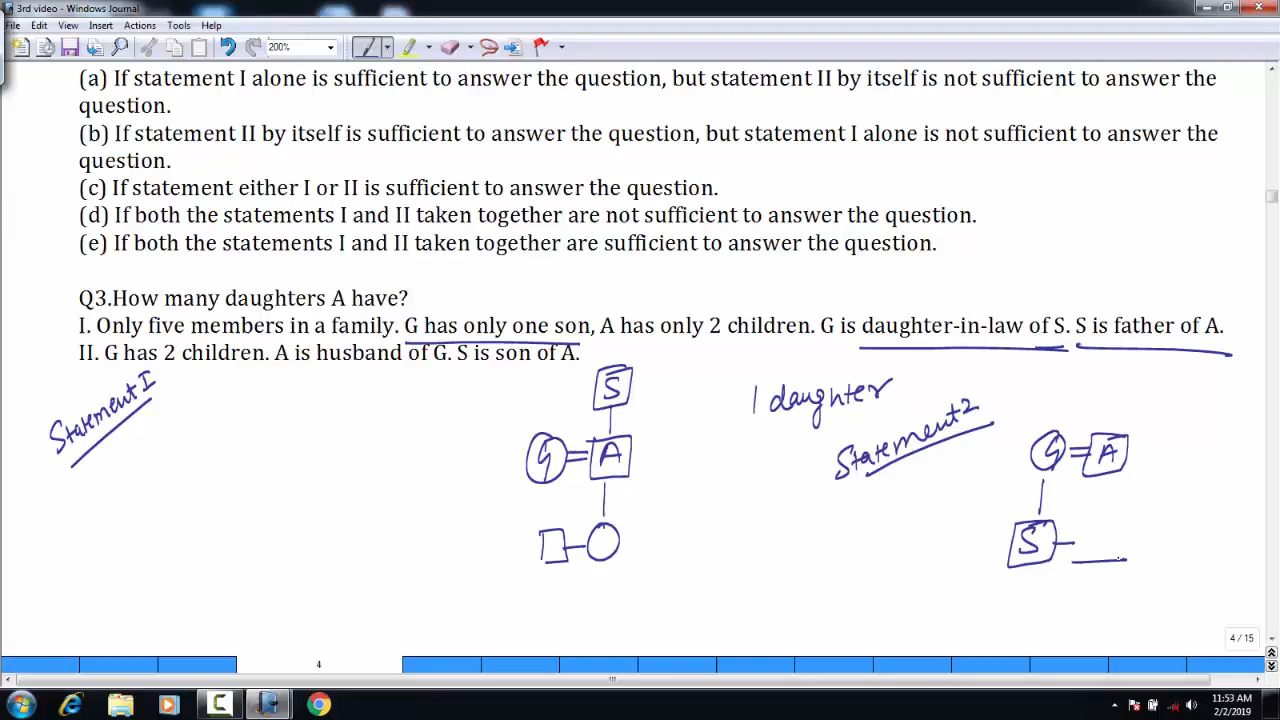 3rd video - Windows Journal
File Edit View Insert Actions Tools Help
200%
(a) If statement I alone is sufficient to answer the question, but statement II by itself is not sufficient to answer the
question.
(b) If statement II by itself is sufficient to answer the question, but statement I alone is not sufficient to answer the
question.
(c) If statement either I or II is sufficient to answer the question.
(d) If both the statements I and II taken together are not sufficient to answer the question.
(e) If both the statements I and II taken together are sufficient to answer the question.
Q3.How many daughters A have?
I. Only five members in a family. G has only one son, A has only 2 children. G is daughter-in-law of S. S is father of A.
II. G has 2 children. A is husband of G. S is son of A.
Statement I
S
G = A
1 daughter
Statement 2
G = A
S
4 / 15
4
11:53 AM
2/2/2019